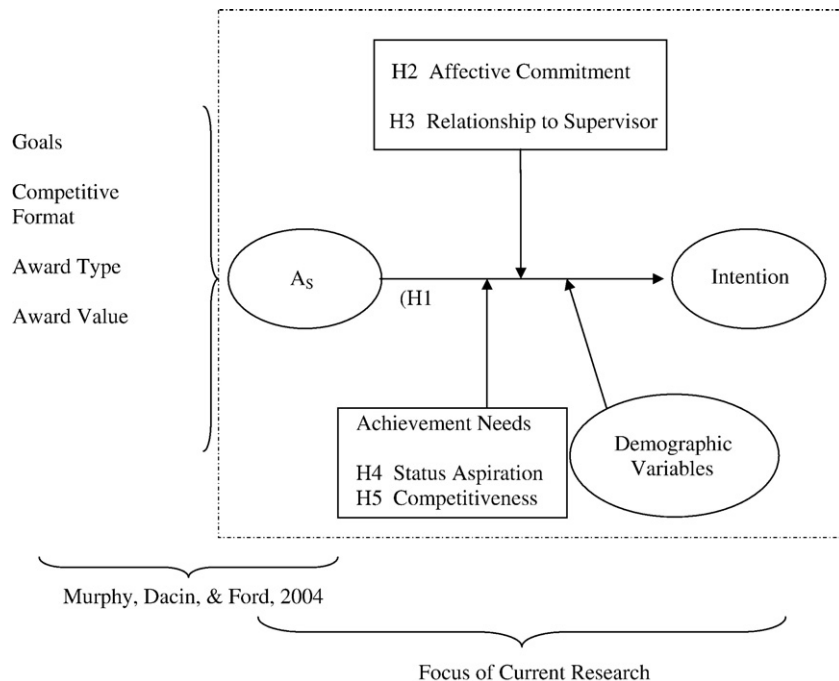 H2 Affective Commitment
H3 Relationship to Supervisor
Goals
Competitive
Format
Award Type
Award Value
A_S
(H1
Intention
Achievement Needs
H4 Status Aspiration
H5 Competitiveness
Demographic
Variables
Murphy, Dacin, & Ford, 2004
Focus of Current Research